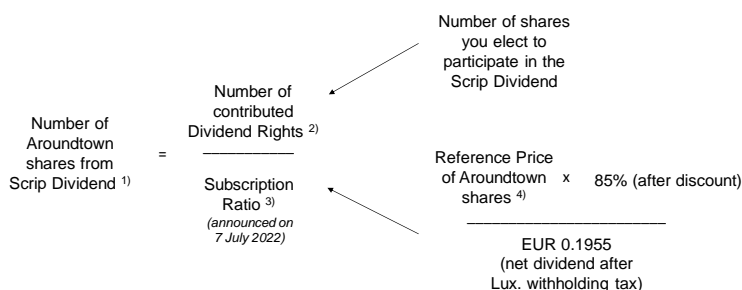 Number of shares
you elect to
participate in the
Scrip Dividend
Number of
contributed
Dividend Rights 2)
Number of
Aroundtown
shares from
Scrip Dividend 1)
=
Subscription
Ratio 3)
(announced on
7 July 2022)
Reference Price
of Aroundtown
shares 4)
x
85% (after discount)
EUR 0.1955
(net dividend after
Lux. withholding tax)